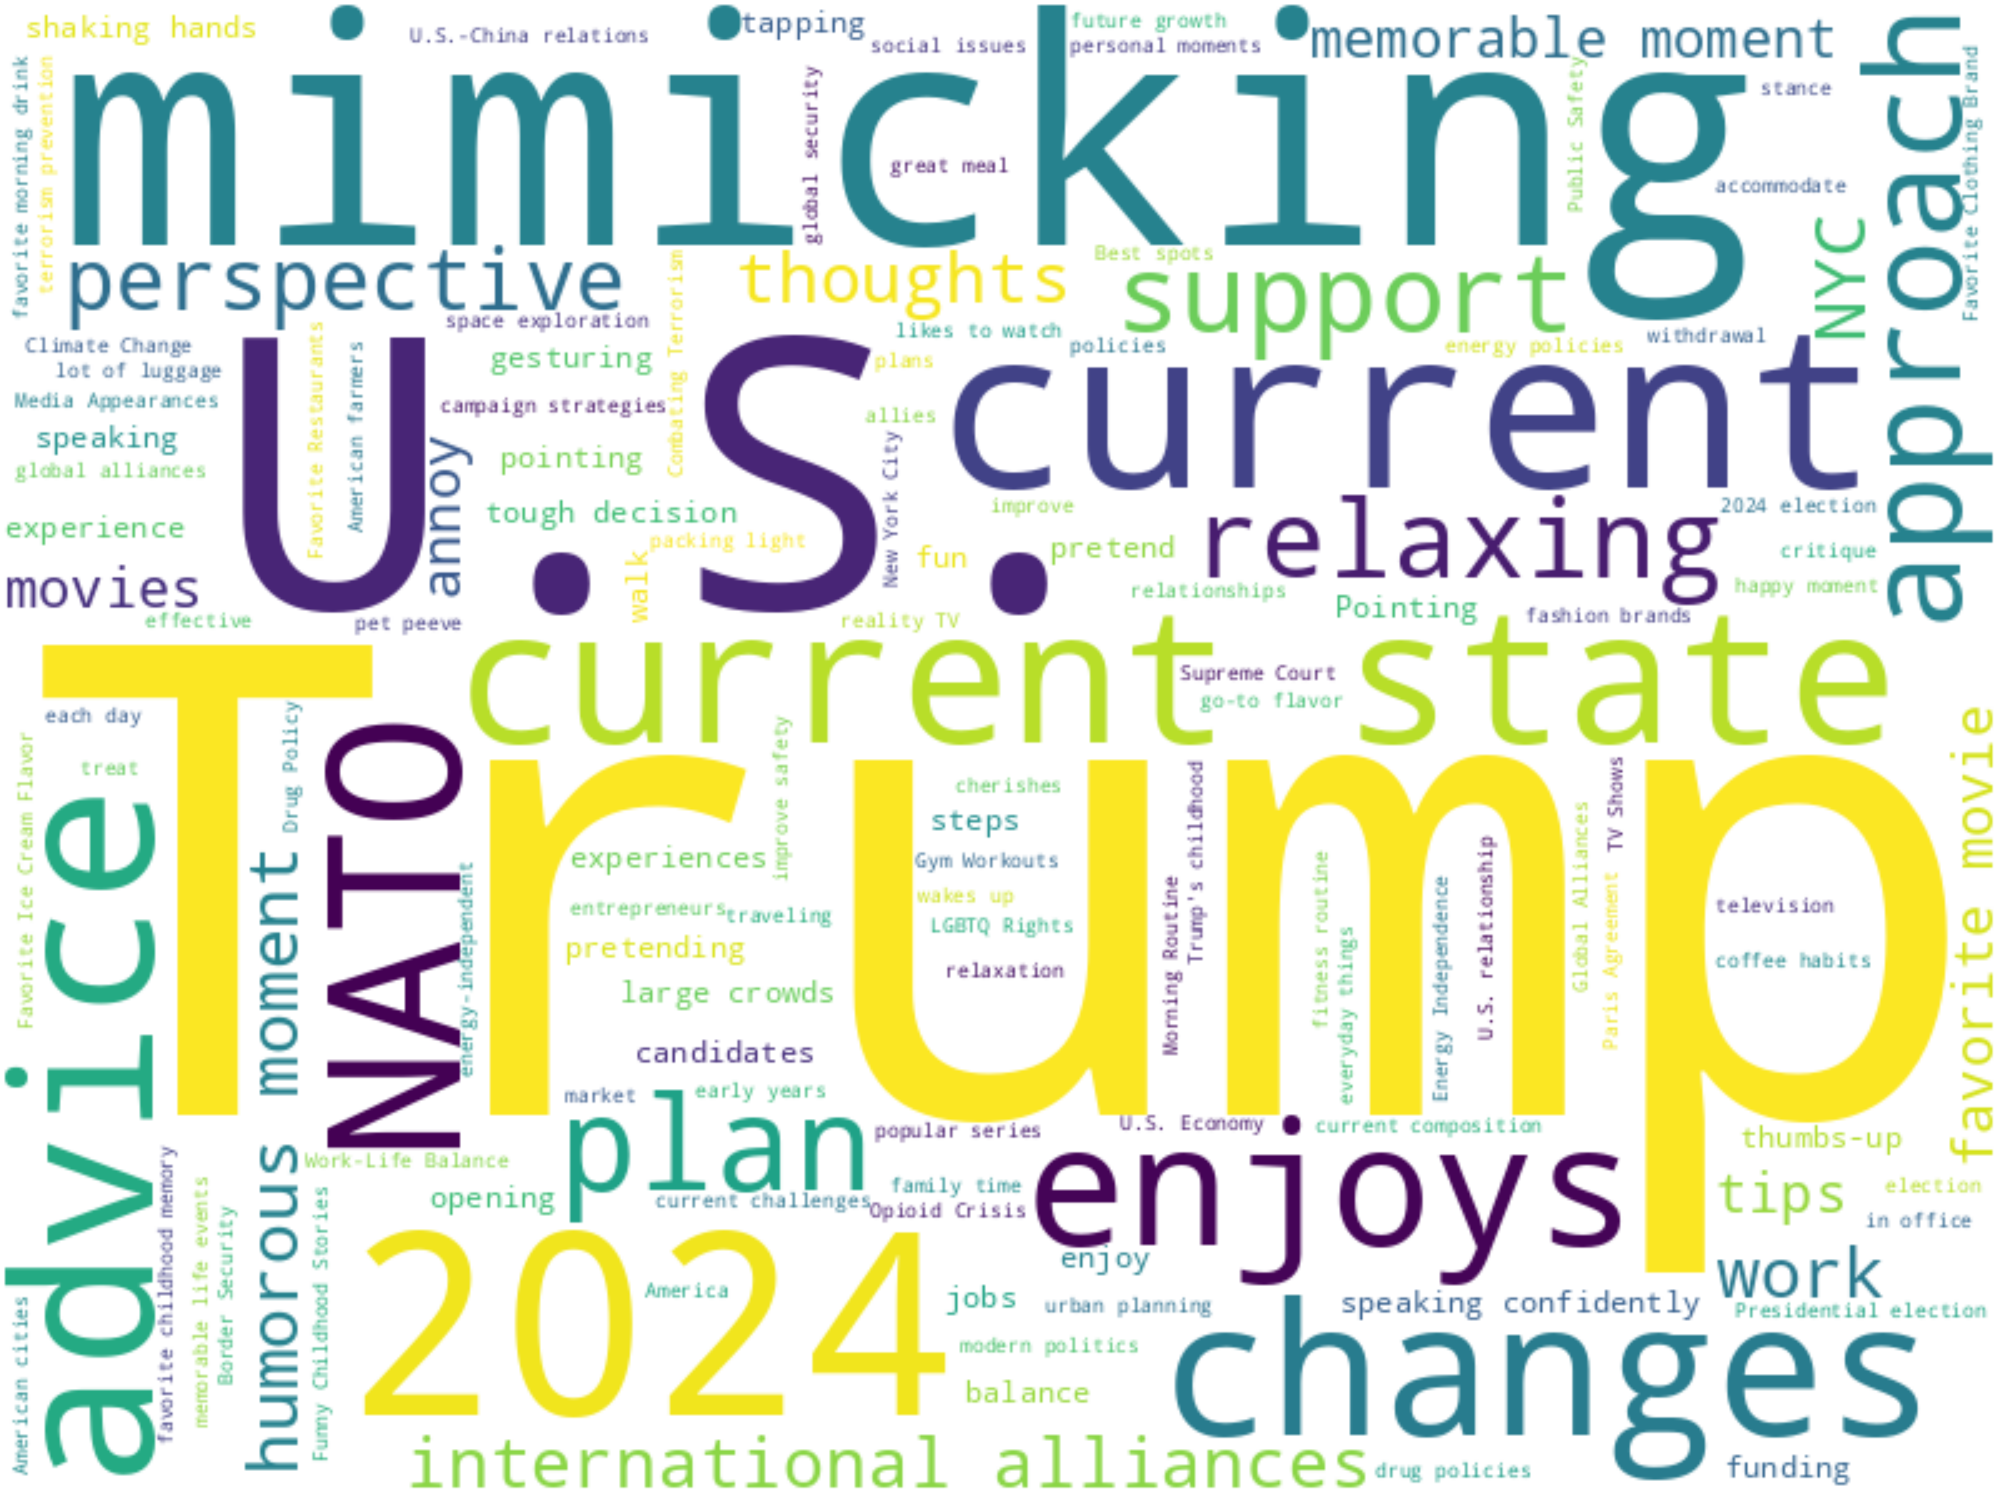 shaking hands
U.S.-China relations
tapping
social issues
future growth
personal moments
memorable moment
stance
mimicking
favorite morning drink
terrorism prevention
global security
great meal
Public Safety
accommodate
approach
Favorite Clothing Brand
NYC
perspective
thoughts
Best spots
support
space exploration
likes to watch
policies
energy policies
withdrawal
Climate Change
lot of luggage
Media Appearances
speaking
global alliances
experience
movies
effective
U.S.
Favorite Restaurants
American farmers
annoy
pet peeve
gesturing
campaign strategies
Combating Terrorism
pointing
tough decision
packing light
walk
plans
allies
New York City
fun
reality TV
current
improve
pretend
relaxing
2024 election
critique
happy moment
relationships
Pointing
fashion brands
current state
Supreme Court
go-to flavor
Trump
each day
treat
Favorite Ice Cream Flavor
advice
Drug Policy
NATO
humorous moment
energy-independent
improve safety
experiences
entrepreneurs
traveling
pretending
large crowds
candidates
market
early years
cherishes
steps
Gym Workouts
wakes up
LGBTQ Rights
relaxation
Morning Routine
Trump's childhood
fitness routine
everyday things
Energy Independence
U.S. relationship
Global Alliances
Paris Agreement
TV Shows
television
coffee habits
favorite movie
plan
popular series
U.S. Economy
current composition
thumbs-up
Work-Life Balance
opening
current challenges
family time
Opioid Crisis
enjoys
tips
election
in office
American cities
favorite childhood memory
memorable life events
Border Security
Funny Childhood Stories
2024
America
enjoy
jobs
urban planning
speaking confidently
work
Presidential election
modern politics
balance
changes
international alliances
drug policies
funding